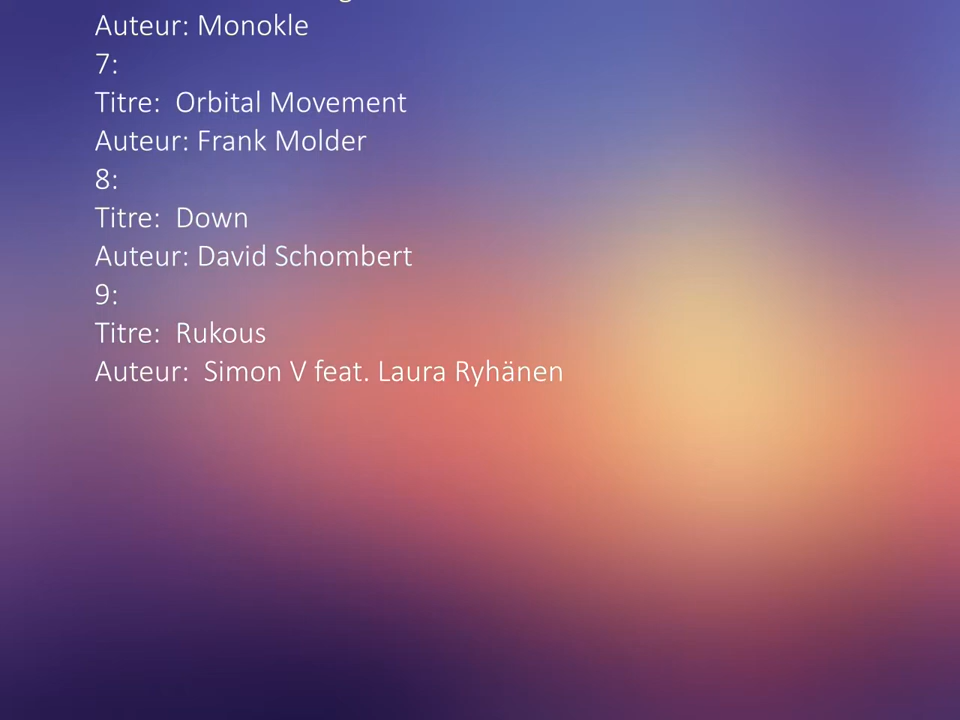 Auteur: Monokle
7:
Titre:  Orbital Movement
Auteur: Frank Molder
8:
Titre:  Down
Auteur: David Schombert
9:
Titre:  Rukous
Auteur:  Simon V feat. Laura Ryhänen